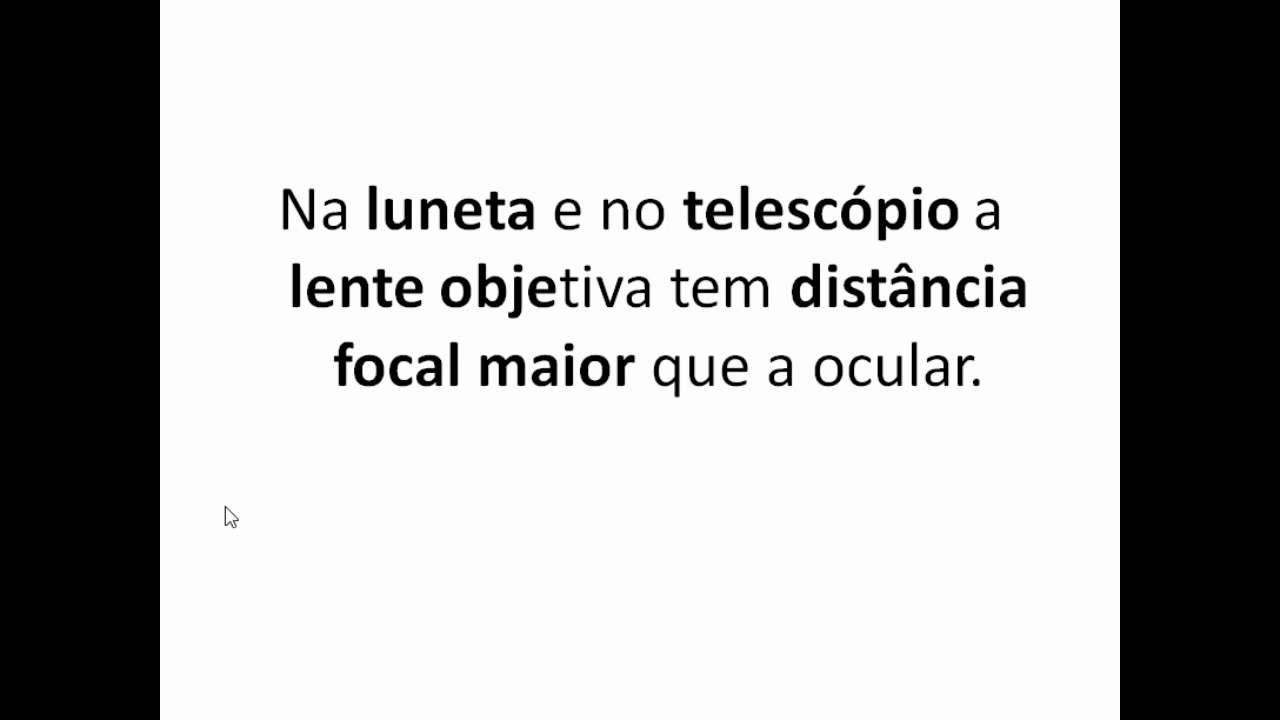 Na luneta e no telescópio a
lente objetiva tem distância
focal maior que a ocular.